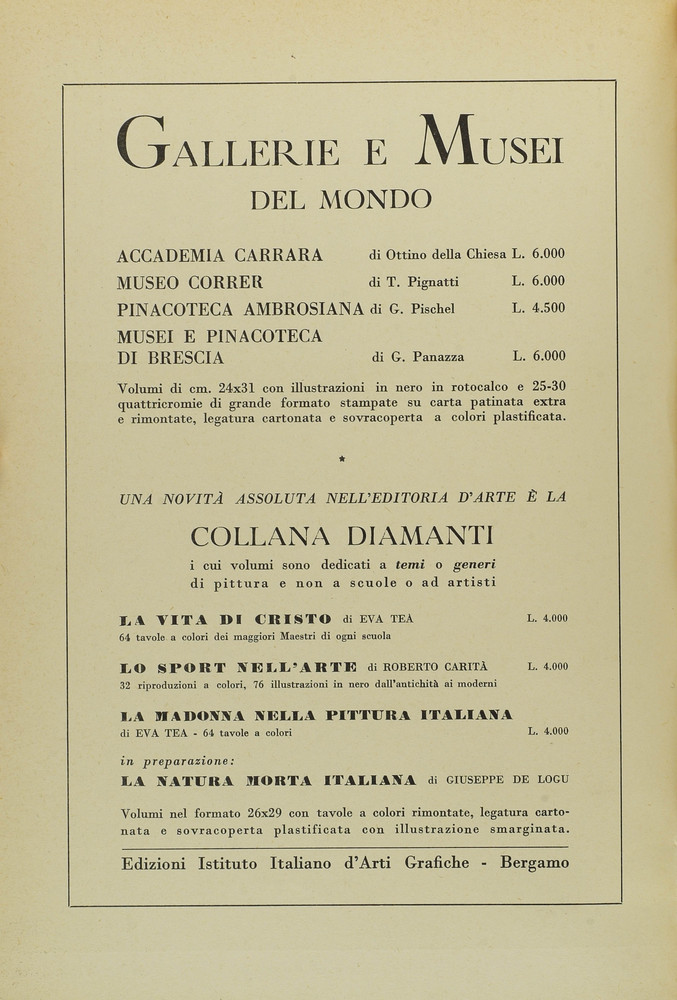 GALLERIE E MUSEI
DEL MONDO
ACCADEMIA CARRARA di Ottino della Chiesa L. 6.000
MUSEO CORRER di T. Pignatti L. 6.000
PINACOTECA AMBROSIANA di G. Pischel L. 4.500
MUSEI E PINACOTECA
DI BRESCIA di G. Panazza L. 6.000
Volumi di cm. 24x31 con illustrazioni in nero in rotocalco e 25-30
quattricromie di grande formato stampate su carta patinata extra
e rimontate, legatura cartonata e sovracoperta a colori plastificata.
*
UNA NOVITÀ ASSOLUTA NELL'EDITORIA D'ARTE È LA
COLLANA DIAMANTI
i cui volumi sono dedicati a temi o generi
di pittura e non a scuole o ad artisti
LA VITA DI CRISTO di EVA TEA L. 4.000
64 tavole a colori dei maggiori Maestri di ogni scuola
LO SPORT NELL'ARTE di ROBERTO CARITÀ L. 4.000
32 riproduzioni a colori, 76 illustrazioni in nero dall'antichità ai moderni
LA MADONNA NELLA PITTURA ITALIANA
di EVA TEA - 64 tavole a colori L. 4.000
in preparazione:
LA NATURA MORTA ITALIANA di GIUSEPPE DE LOGU
Volumi nel formato 26x29 con tavole a colori rimontate, legatura carto-
nata e sovracoperta plastificata con illustrazione smarginata.
Edizioni Istituto Italiano d'Arti Grafiche - Bergamo